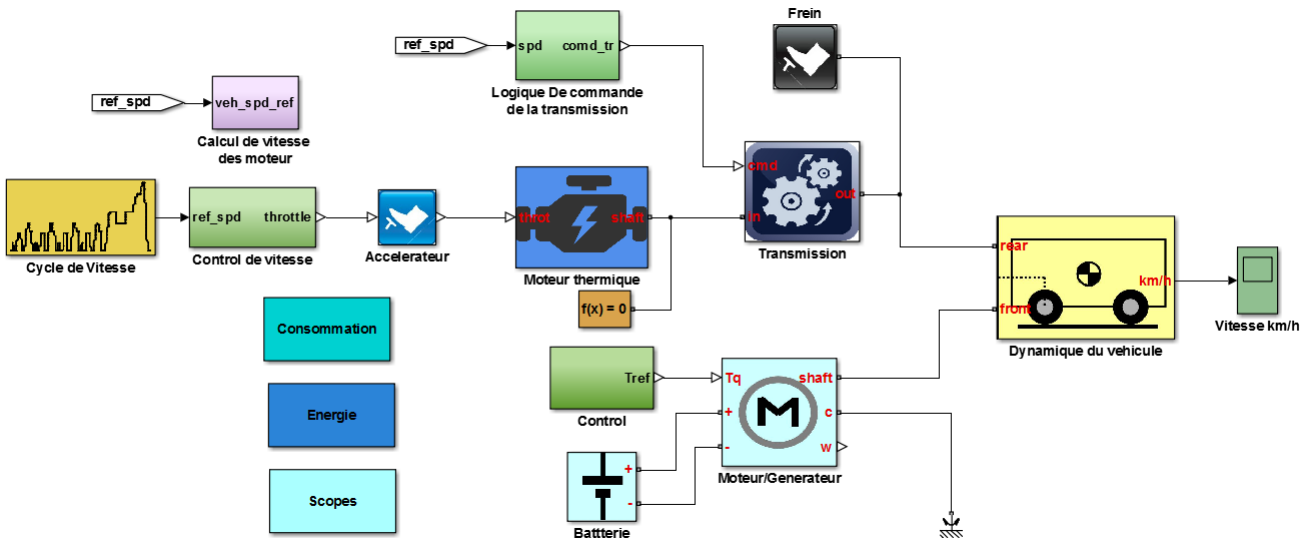 Frein
ref_spd
spd
comd_tr
Logique De commande
de la transmission
ref_spd
veh_spd_ref
Calcul de vitesse
des moteur
cmd
in
out
Transmission
Cycle de Vitesse
ref_spd
throttle
Control de vitesse
Accelerateur
throt
shaft
Moteur thermique
f(x) = 0
rear
front
km/h
Dynamique du vehicule
Vitesse km/h
Consommation
Energie
Scopes
Tref
Control
Tq
+
-
shaft
c
w
M
Moteur/Generateur
+
-
Battterie